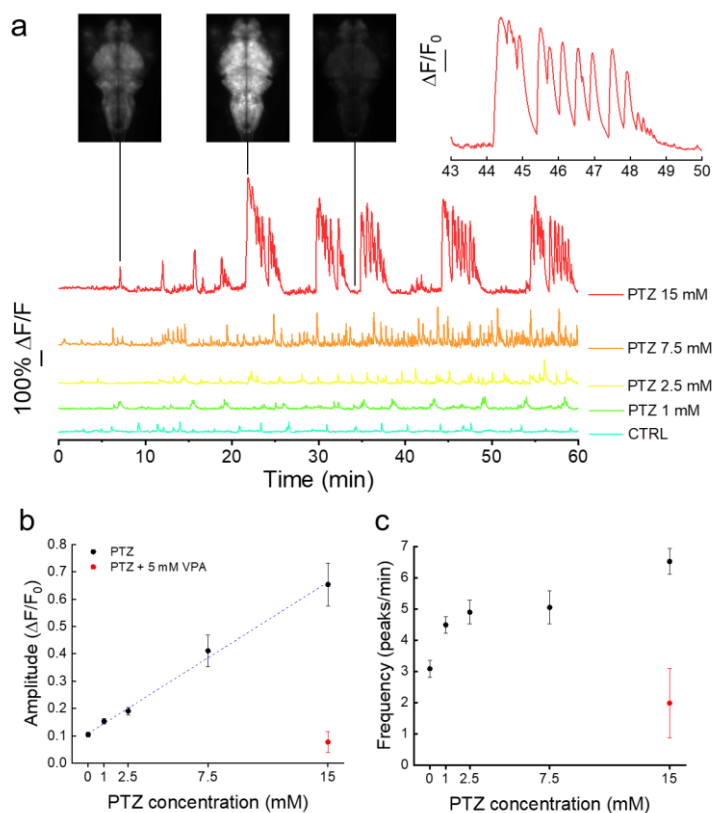 a
ΔF/F0
43 44 45 46 47 48 49 50
100% ΔF/F
PTZ 15 mM
PTZ 7.5 mM
PTZ 2.5 mM
PTZ 1 mM
CTRL
0 10 20 30 40 50 60
Time (min)
b
0.8
0.7
0.6
0.5
0.4
0.3
0.2
0.1
0.0
Amplitude (ΔF/F0)
PTZ
PTZ + 5 mM VPA
0 1 2.5 7.5 15
PTZ concentration (mM)
c
7
6
5
4
3
2
1
0
Frequency (peaks/min)
0 1 2.5 7.5 15
PTZ concentration (mM)